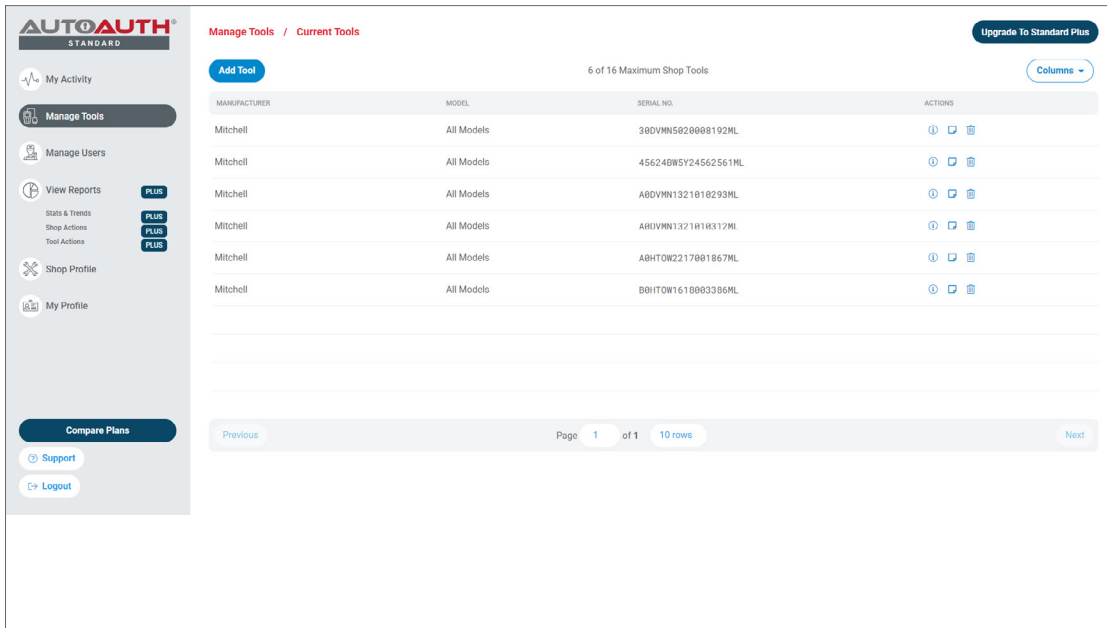 AUTOAUTH®
STANDARD
My Activity
Manage Tools
Manage Users
View Reports PLUS
Stats & Trends PLUS
Shop Actions PLUS
Tool Actions PLUS
Shop Profile
My Profile
Compare Plans
Support
Logout
Manage Tools / Current Tools
Upgrade To Standard Plus
Add Tool
6 of 16 Maximum Shop Tools
Columns
MANUFACTURER MODEL SERIAL NO. ACTIONS
Mitchell All Models 30DVMN5020008192ML
Mitchell All Models 45624BW5Y24562561ML
Mitchell All Models A0DVMN1321010293ML
Mitchell All Models A0DVMN1321010312ML
Mitchell All Models A0HTOW2217001867ML
Mitchell All Models B0HTOW1618003386ML
Previous Page 1 of 1 10 rows Next